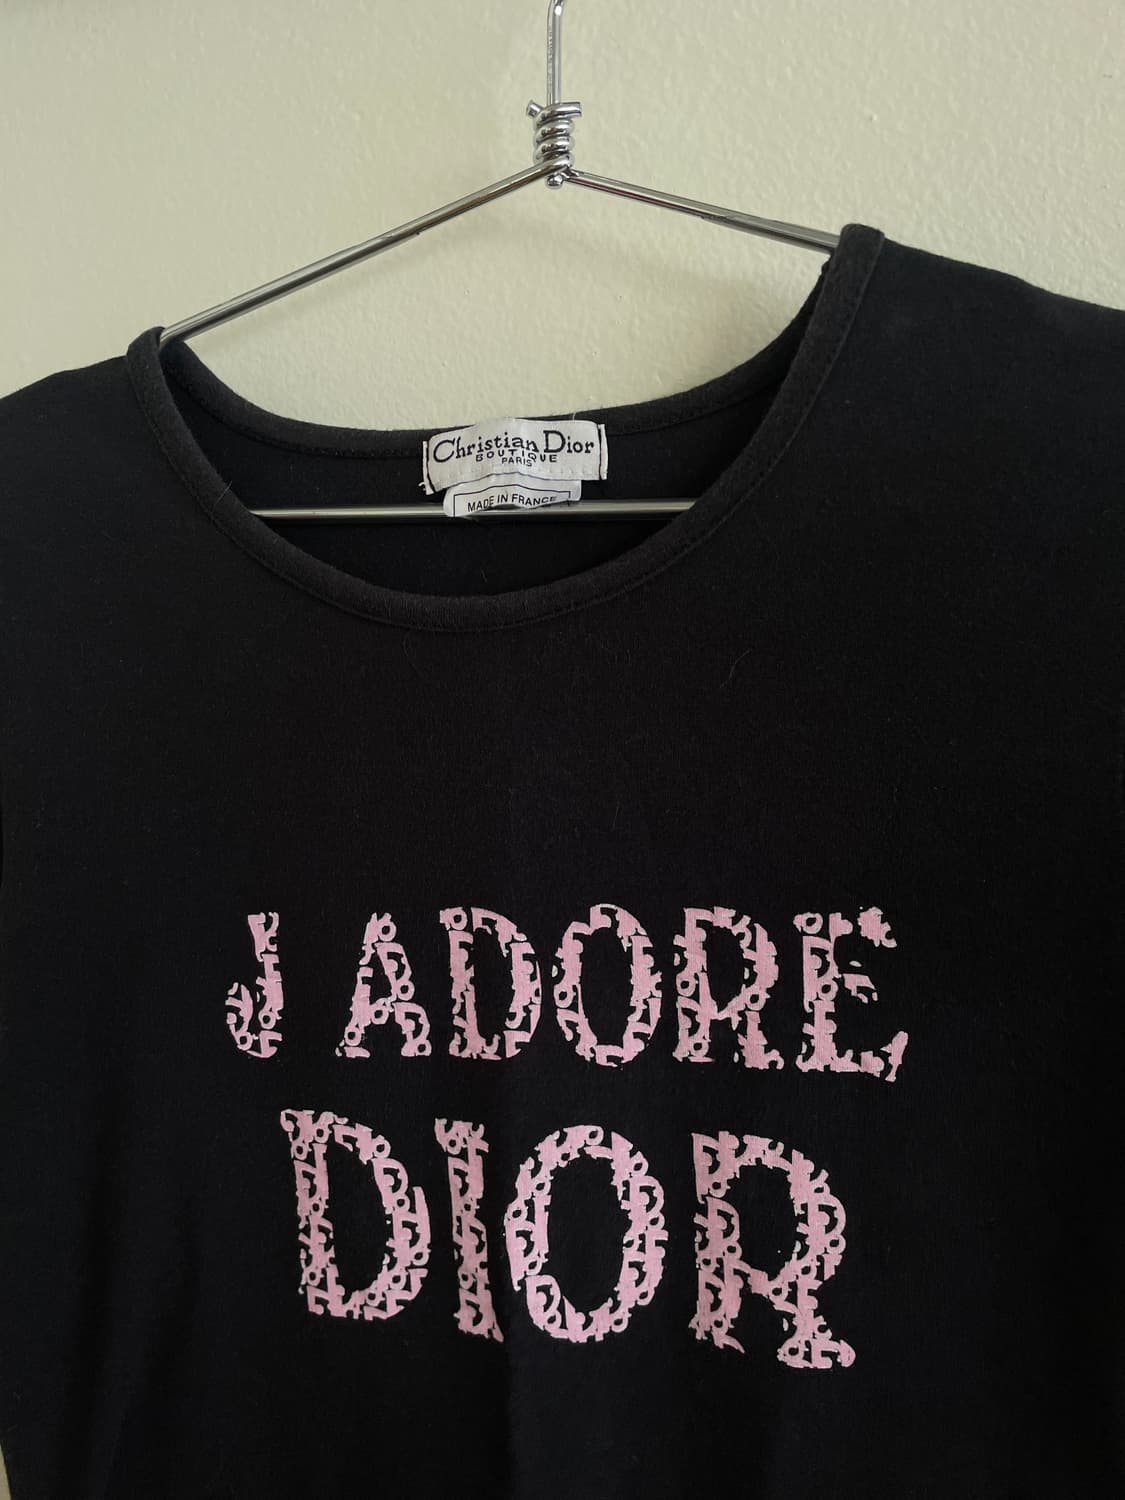 Christian Dior
BOUTIQUE
PARIS
MADE IN FRANCE
J ADORE
DIOR